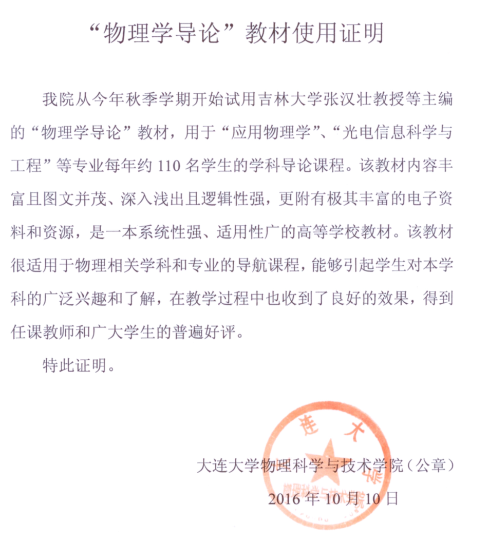 “物理学导论”教材使用证明
我院从今年秋季学期开始试用吉林大学张汉壮教授等主编
的“物理学导论”教材，用于“应用物理学”、“光电信息科学与
工程”等专业每年约 110 名学生的学科导论课程。该教材内容丰
富且图文并茂、深入浅出且逻辑性强，更附有极其丰富的电子资
料和资源，是一本系统性强、适用性广的高等学校教材。该教材
很适用于物理相关学科和专业的导航课程，能够引起学生对本学
科的广泛兴趣和了解，在教学过程中也收到了良好的效果，得到
任课教师和广大学生的普遍好评。
特此证明。
连大学
大连大学物理科学与技术学院（公章）
2016 年 10 月 10 日